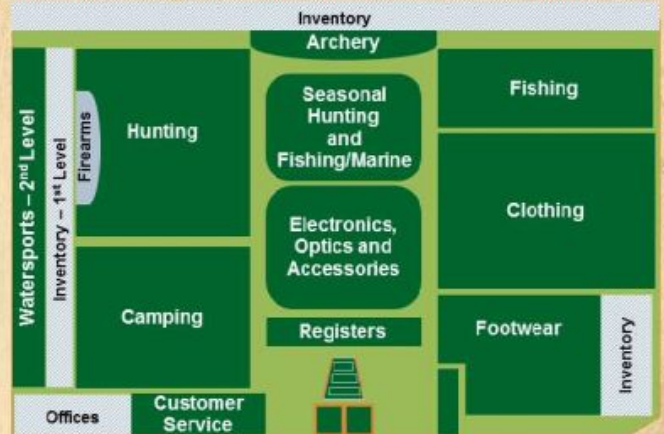 Inventory
Archery
Watersports – 2nd Level
Inventory – 1st Level
Firearms
Hunting
Seasonal
Hunting
and
Fishing/Marine
Fishing
Electronics,
Optics and
Accessories
Clothing
Camping
Registers
Footwear
Inventory
Offices
Customer
Service